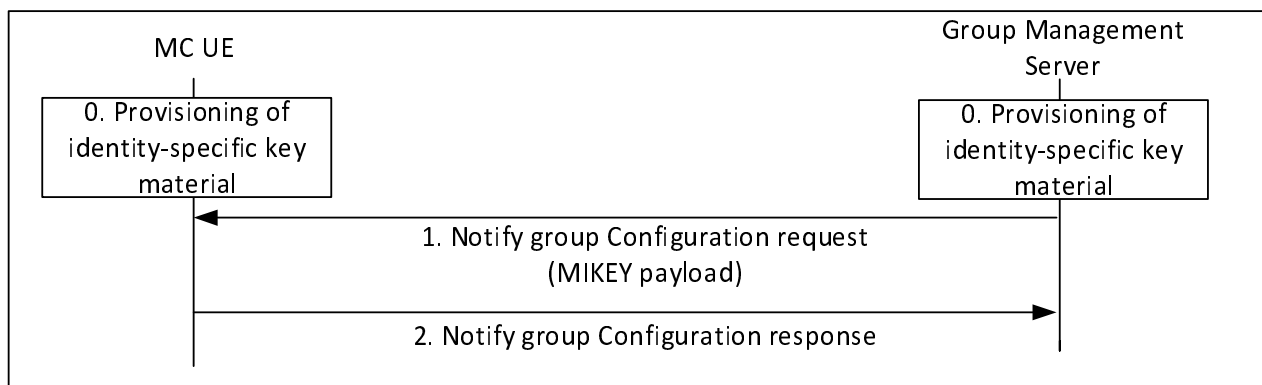 MC UE
Group Management
Server
0. Provisioning of
identity-specific key
material
0. Provisioning of
identity-specific key
material
1. Notify group Configuration request
(MIKEY payload)
2. Notify group Configuration response